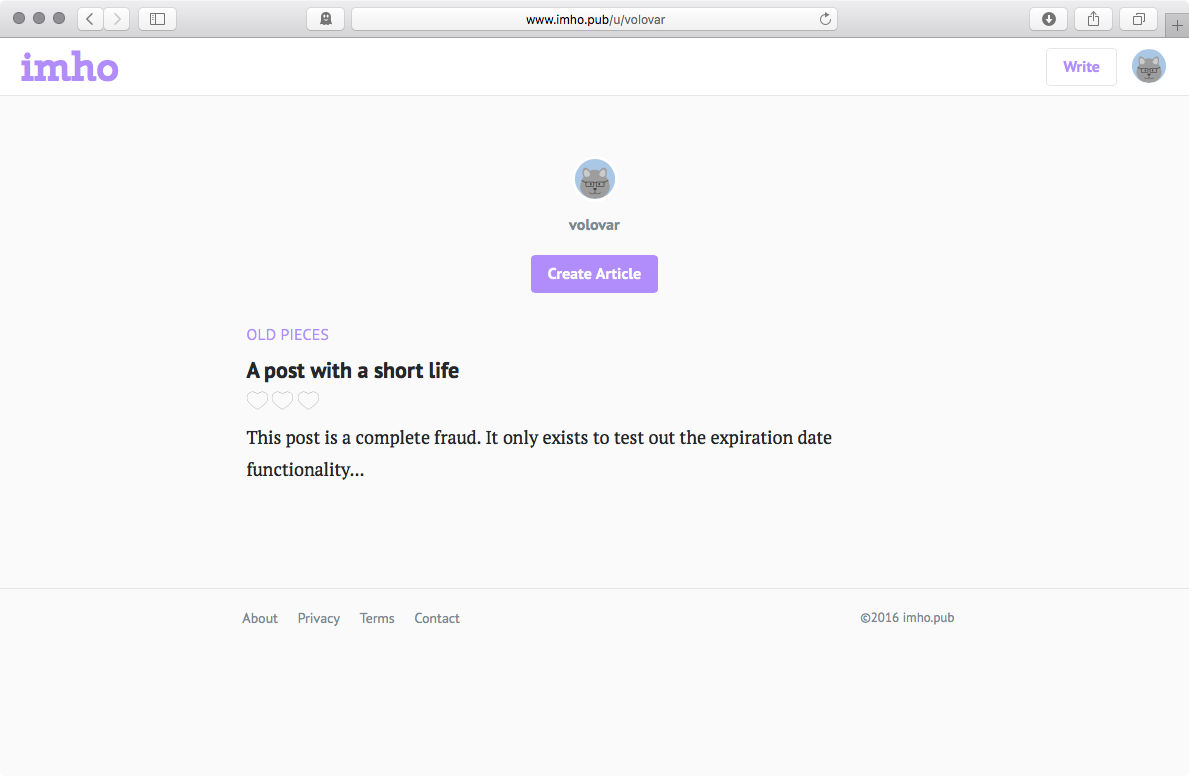 www.imho.pub/u/volovar
imho
Write
volovar
Create Article
OLD PIECES
A post with a short life
This post is a complete fraud. It only exists to test out the expiration date
functionality...
About Privacy Terms Contact
©2016 imho.pub